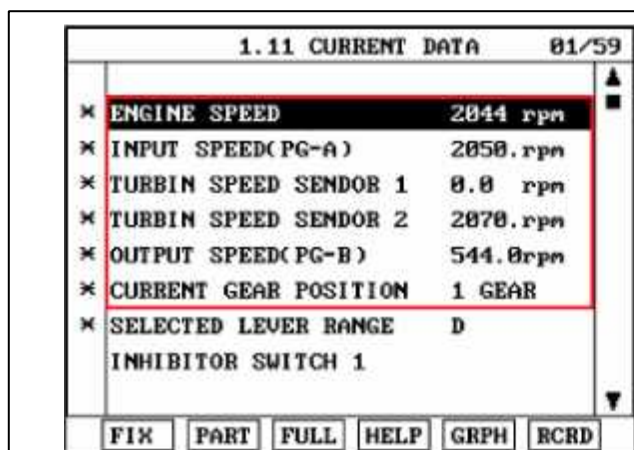 1.11 CURRENT DATA 01/59
* ENGINE SPEED 2044 rpm
* INPUT SPEED(PG-A) 2050.rpm
* TURBIN SPEED SENDOR 1 0.0 rpm
* TURBIN SPEED SENDOR 2 2070.rpm
* OUTPUT SPEED(PG-B) 544.0rpm
* CURRENT GEAR POSITION 1 GEAR
* SELECTED LEVER RANGE D
INHIBITOR SWITCH 1
FIX PART FULL HELP GRPH RCRD